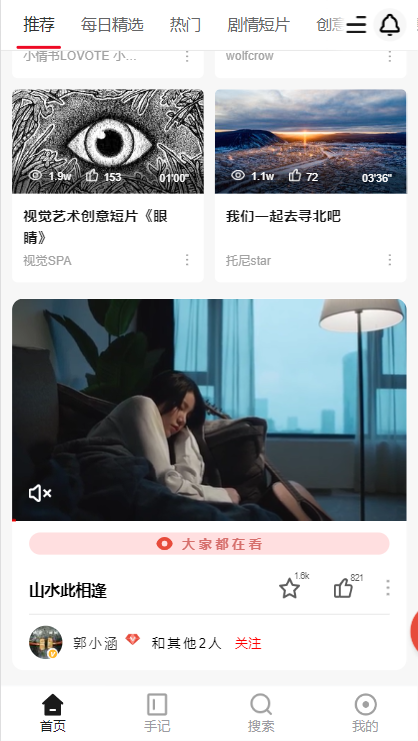 推荐 每日精选 热门 剧情短片 创意
小情书LOVOTE 小... wolfcrow
1.9w 153 01'00" 1.1w 72 03'36"
视觉艺术创意短片《眼
睛》
我们一起去寻北吧
视觉SPA 托尼star
大家都在看
山水此相逢 1.6k 821
郭小涵 和其他2人 关注
首页 手记 搜索 我的